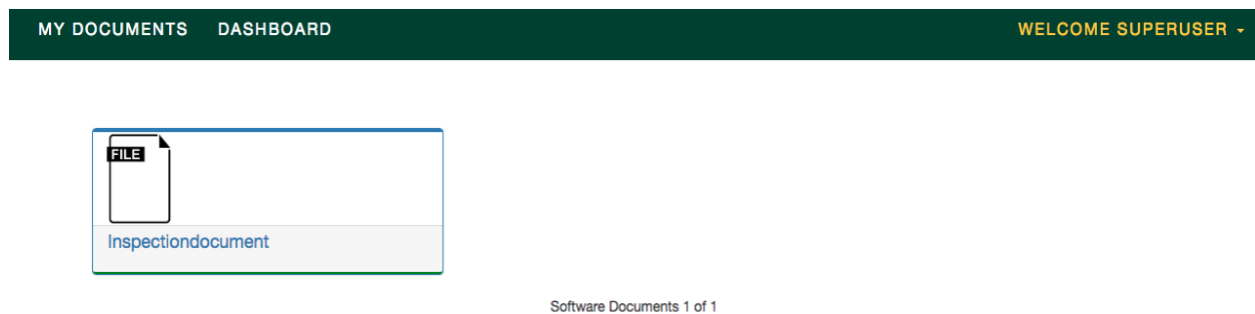 MY DOCUMENTS DASHBOARD WELCOME SUPERUSER
FILE
Inspectiondocument
Software Documents 1 of 1